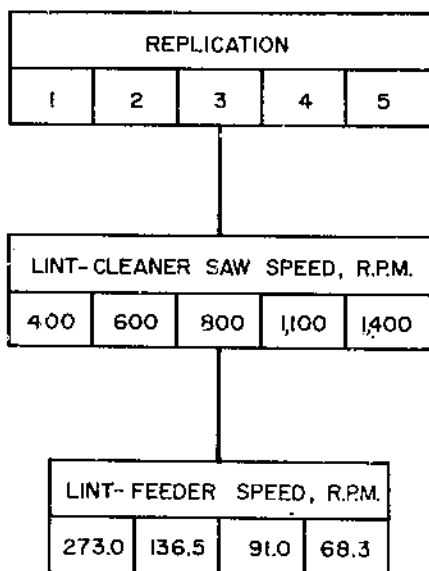 REPLICATION
1 2 3 4 5
LINT-CLEANER SAW SPEED, R.P.M.
400 600 800 1,100 1,400
LINT-FEEDER SPEED, R.P.M.
273.0 136.5 91.0 68.3